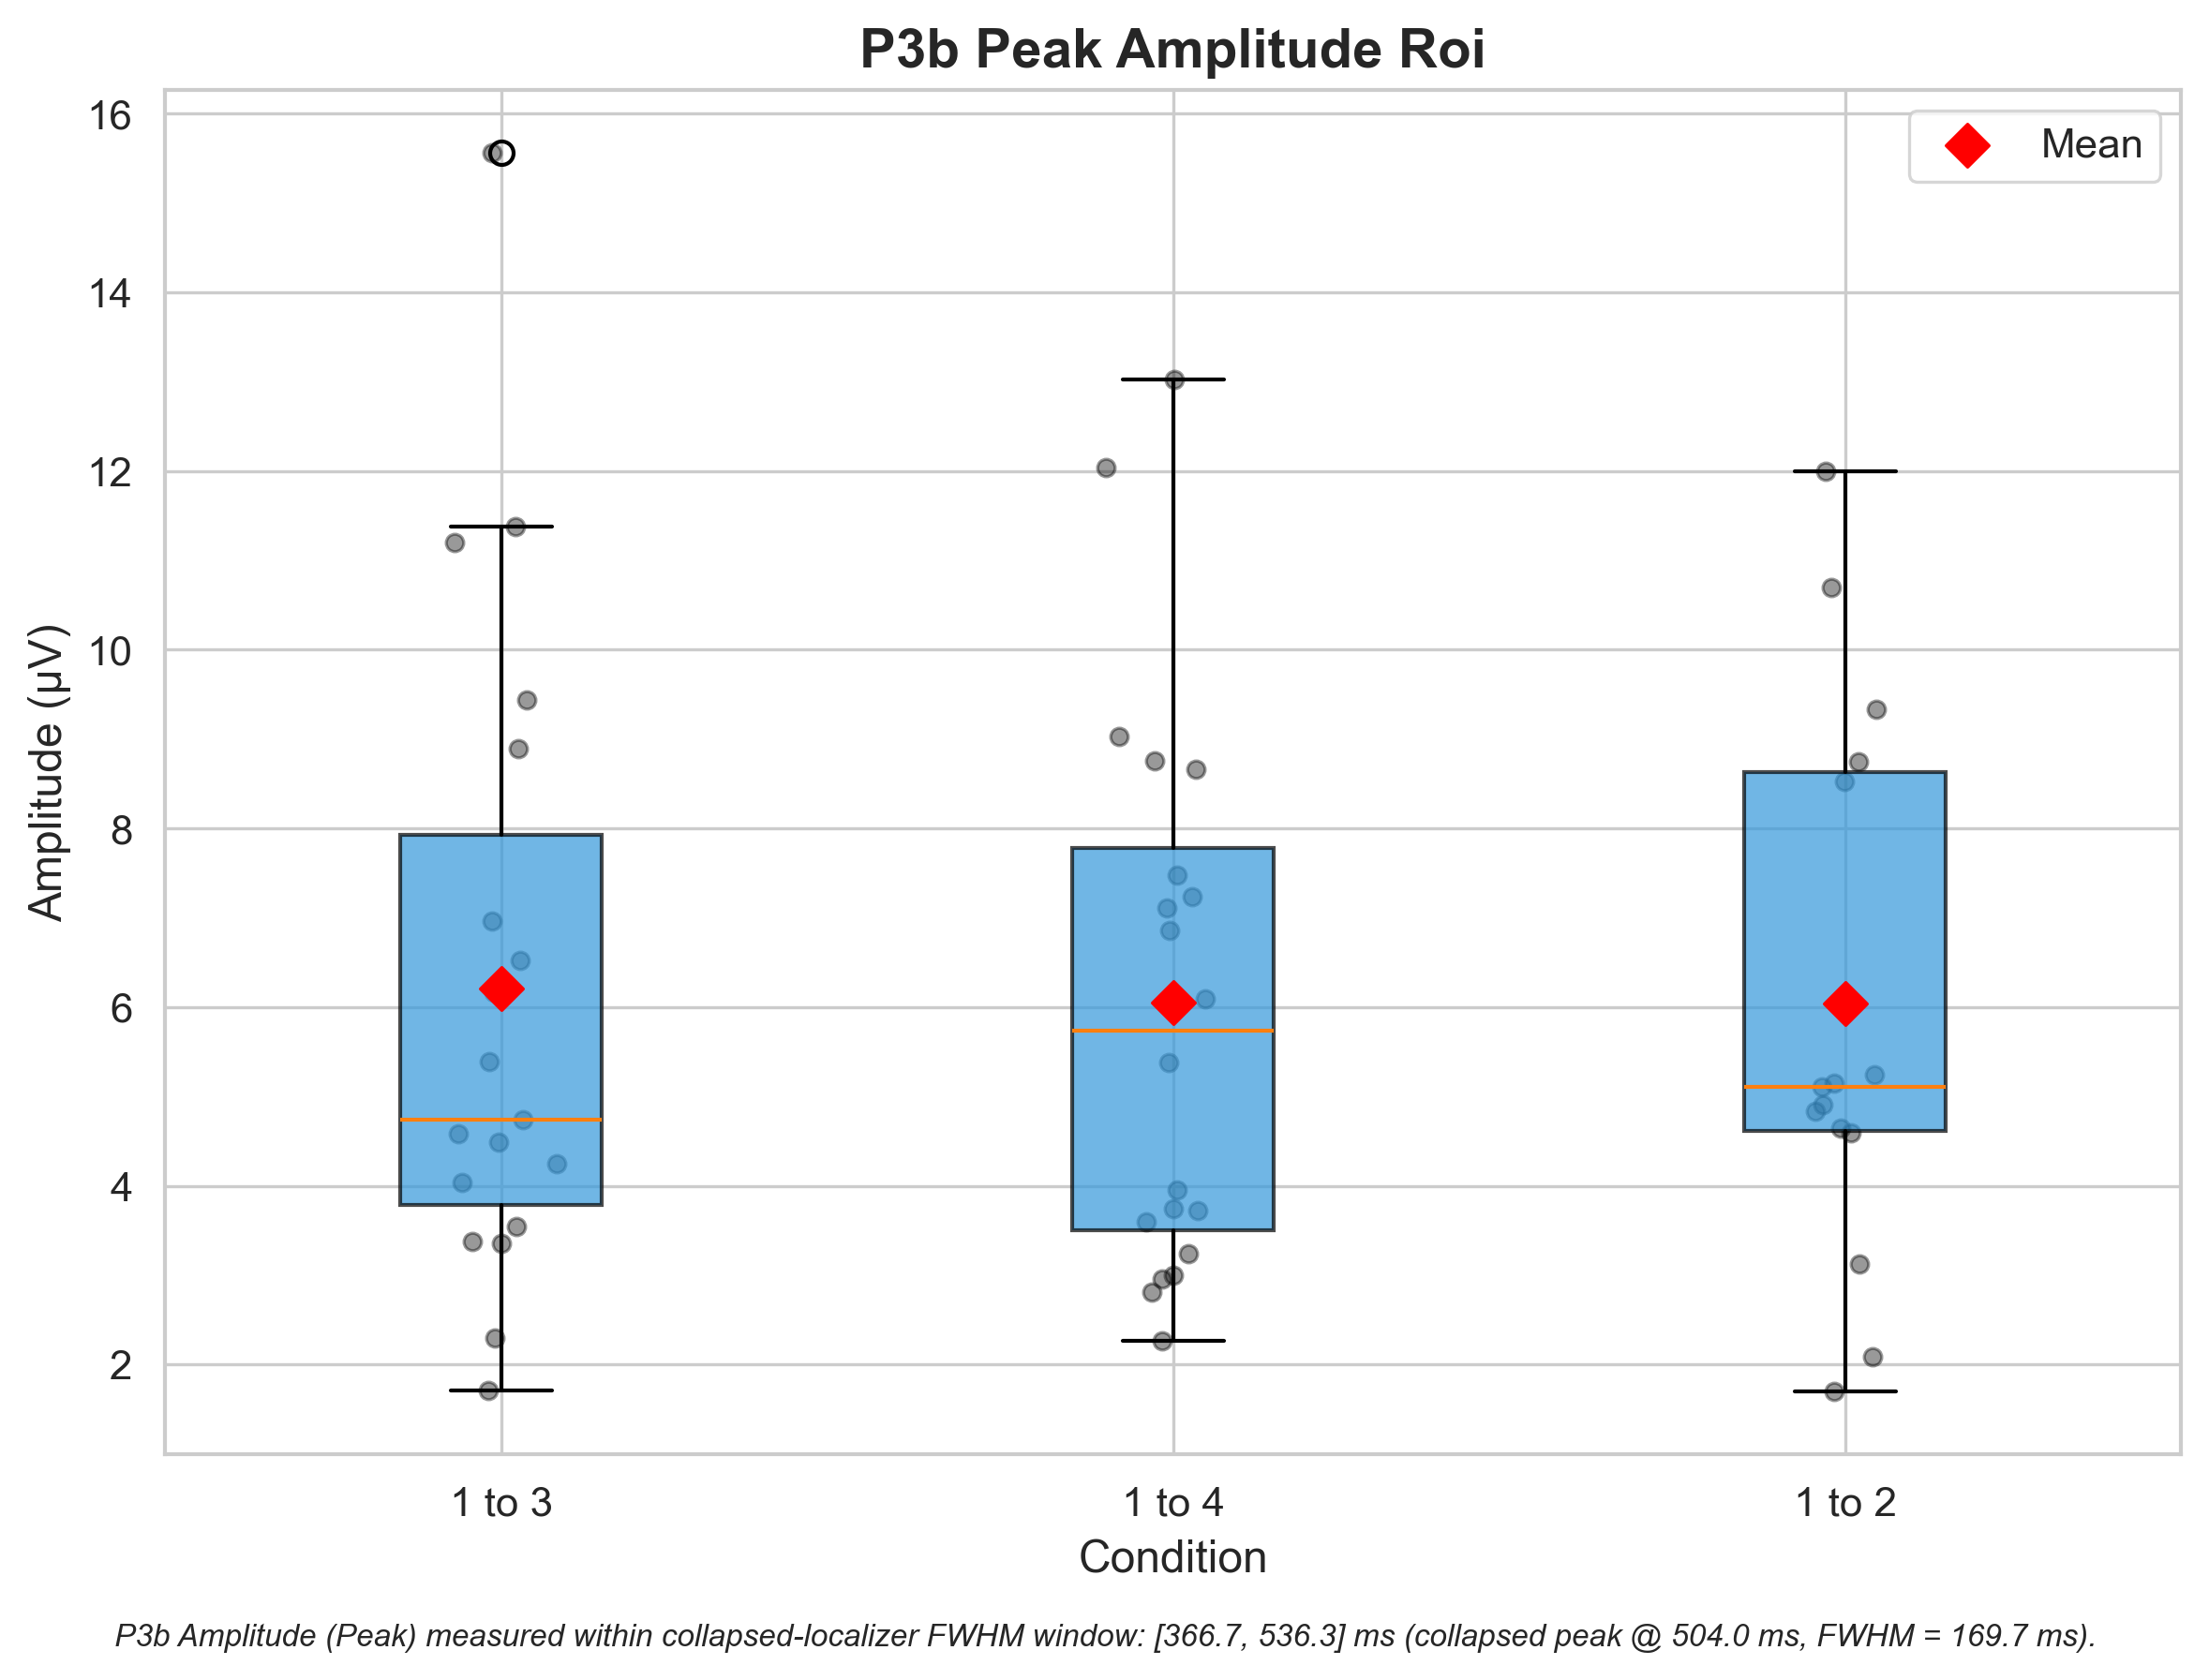 P3b Peak Amplitude Roi
Mean
16
14
12
10
8
6
4
2
Amplitude (µV)
1 to 3
1 to 4
1 to 2
Condition
P3b Amplitude (Peak) measured within collapsed-localizer FWHM window: [366.7, 536.3] ms (collapsed peak @ 504.0 ms, FWHM = 169.7 ms).